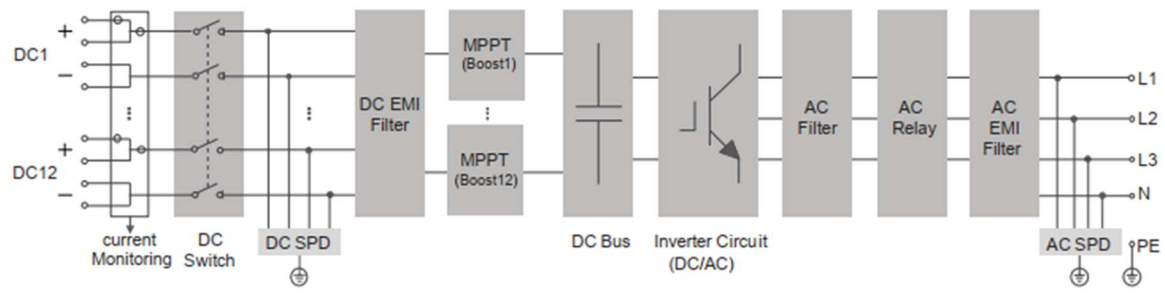 DC1
+
−
DC12
+
−
current
Monitoring
DC
Switch
DC SPD
DC EMI
Filter
MPPT
(Boost1)
MPPT
(Boost12)
DC Bus
Inverter Circuit
(DC/AC)
AC
Filter
AC
Relay
AC
EMI
Filter
L1
L2
L3
N
AC SPD
PE